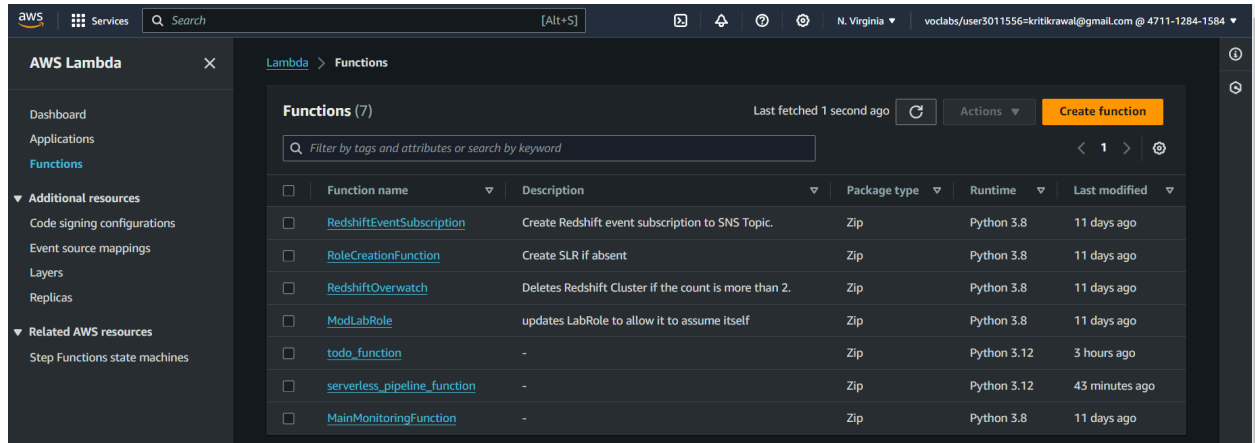 aws Services Search [Alt+S] N. Virginia voclabs/user3011556=kritikrawal@gmail.com @ 4711-1284-1584
AWS Lambda
Dashboard
Applications
Functions
Additional resources
Code signing configurations
Event source mappings
Layers
Replicas
Related AWS resources
Step Functions state machines
Lambda > Functions
Functions (7) Last fetched 1 second ago Actions Create function
Filter by tags and attributes or search by keyword < 1 >
Function name Description Package type Runtime Last modified
RedshiftEventSubscription Create Redshift event subscription to SNS Topic. Zip Python 3.8 11 days ago
RoleCreationFunction Create SLR if absent Zip Python 3.8 11 days ago
RedshiftOverwatch Deletes Redshift Cluster if the count is more than 2. Zip Python 3.8 11 days ago
ModLabRole updates LabRole to allow it to assume itself Zip Python 3.8 11 days ago
todo_function - Zip Python 3.12 3 hours ago
serverless_pipeline_function - Zip Python 3.12 43 minutes ago
MainMonitoringFunction - Zip Python 3.8 11 days ago